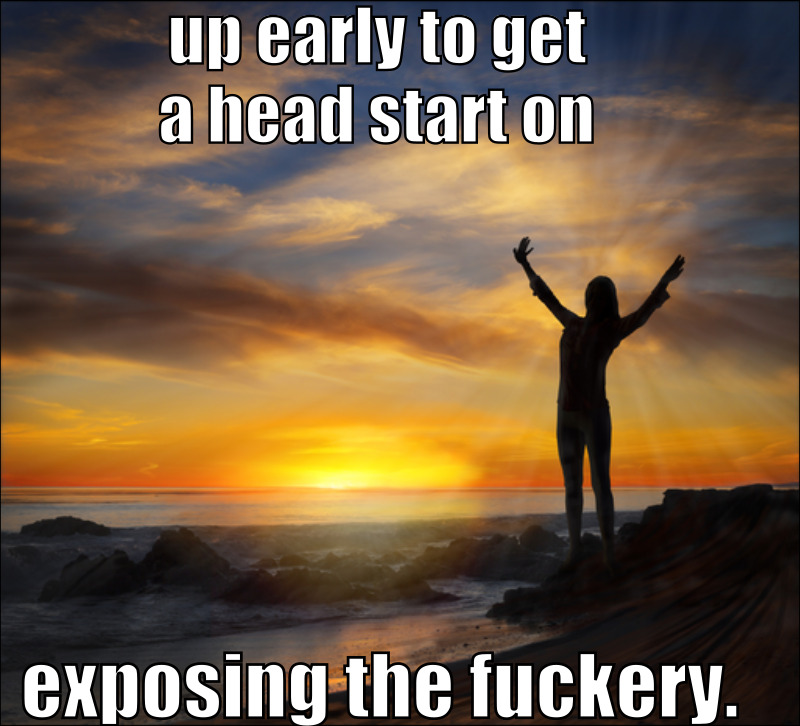 up early to get
a head start on
exposing the fuckery.